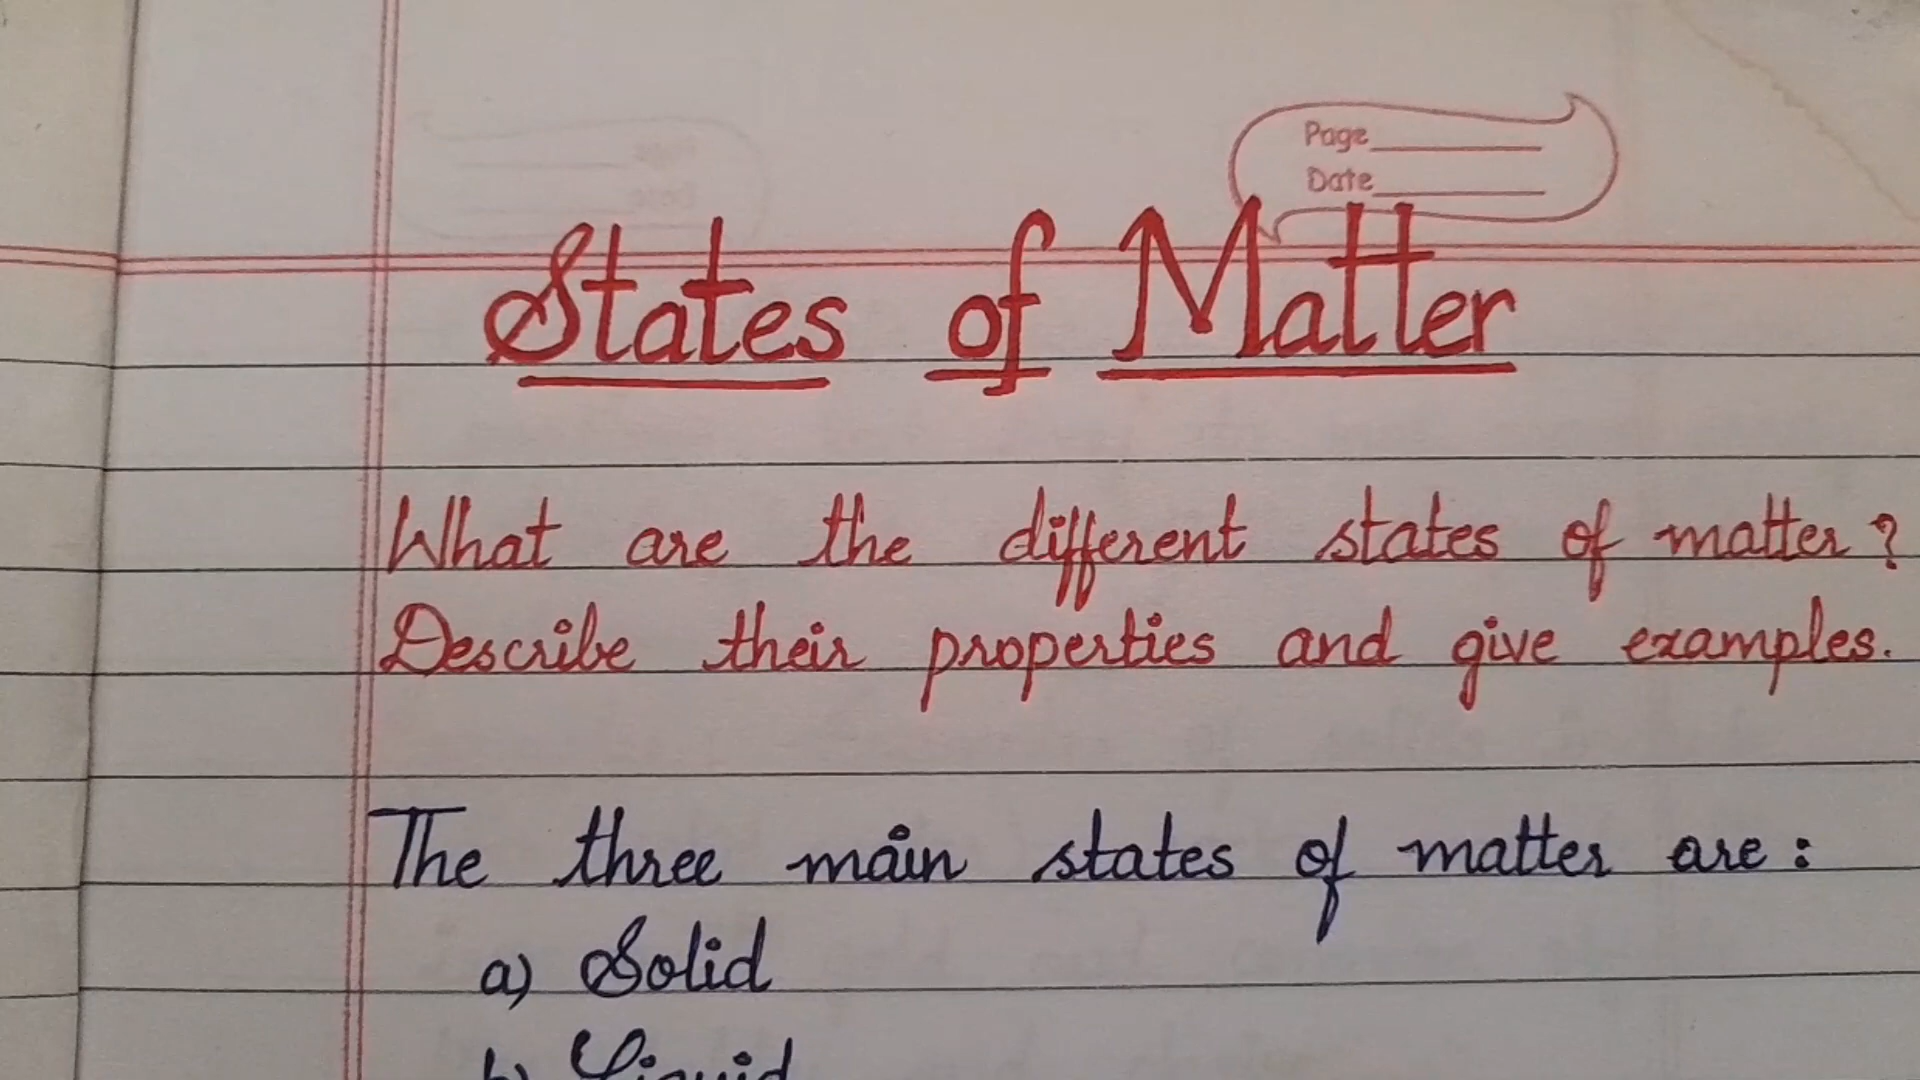 Page
Date
States of Matter
What are the different states of matter?
Describe their properties and give examples.
The three main states of matter are:
a) Solid
b) Liquid